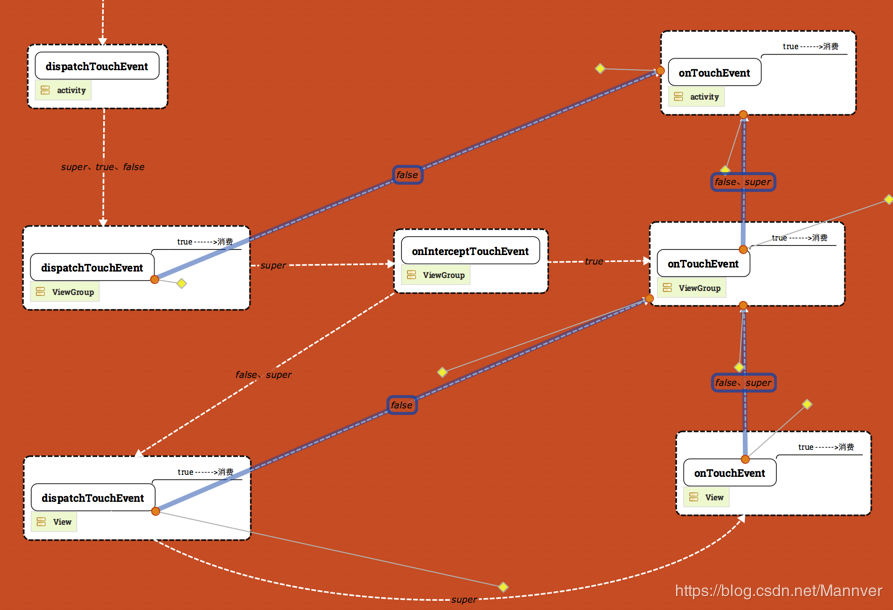 dispatchTouchEvent
activity
true ------>消费
onTouchEvent
activity
super、true、false
false
false、super
true ------>消费
dispatchTouchEvent
ViewGroup
super
onInterceptTouchEvent
ViewGroup
true
true ------>消费
onTouchEvent
ViewGroup
false、super
false
false、super
true ------>消费
dispatchTouchEvent
View
true ------>消费
onTouchEvent
View
super
https://blog.csdn.net/Mannver